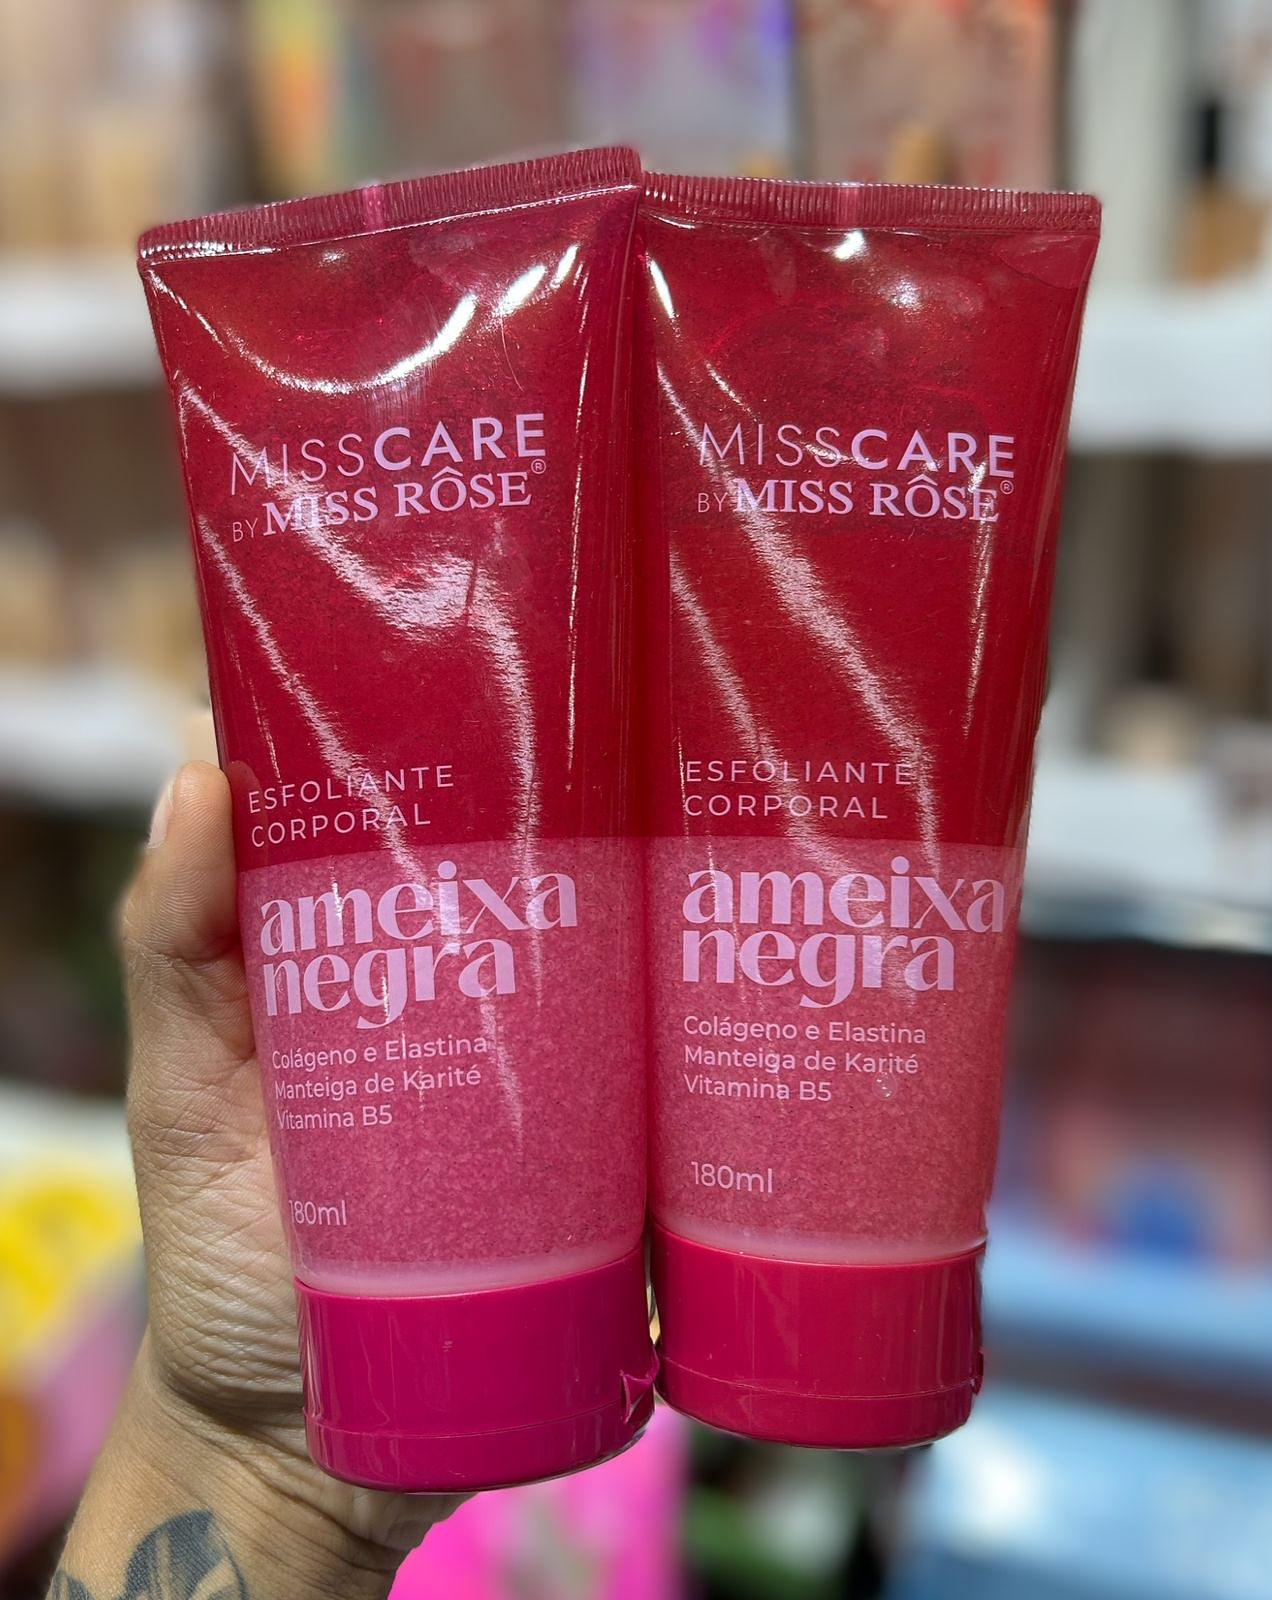 MISSCARE
BY MISS RÔSE®
ESFOLIANTE
CORPORAL
ameixa
negra
Colágeno e Elastina
Manteiga de Karité
Vitamina B5
180ml
MISSCARE
BY MISS RÔSE®
ESFOLIANTE
CORPORAL
ameixa
negra
Colágeno e Elastina
Manteiga de Karité
Vitamina B5
180ml